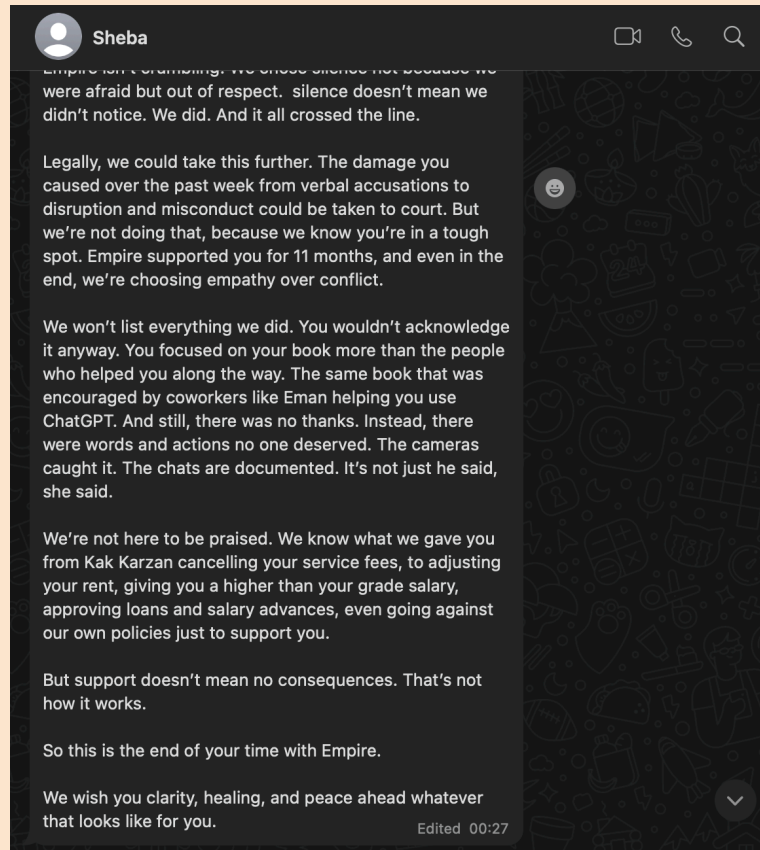 Sheba
Empire isn't crumbling. We chose silence not because we
were afraid but out of respect.  silence doesn't mean we
didn't notice. We did. And it all crossed the line.
Legally, we could take this further. The damage you
caused over the past week from verbal accusations to
disruption and misconduct could be taken to court. But
we're not doing that, because we know you're in a tough
spot. Empire supported you for 11 months, and even in the
end, we're choosing empathy over conflict.
We won't list everything we did. You wouldn't acknowledge
it anyway. You focused on your book more than the people
who helped you along the way. The same book that was
encouraged by coworkers like Eman helping you use
ChatGPT. And still, there was no thanks. Instead, there
were words and actions no one deserved. The cameras
caught it. The chats are documented. It's not just he said,
she said.
We're not here to be praised. We know what we gave you
from Kak Karzan cancelling your service fees, to adjusting
your rent, giving you a higher than your grade salary,
approving loans and salary advances, even going against
our own policies just to support you.
But support doesn't mean no consequences. That's not
how it works.
So this is the end of your time with Empire.
We wish you clarity, healing, and peace ahead whatever
that looks like for you.
Edited 00:27